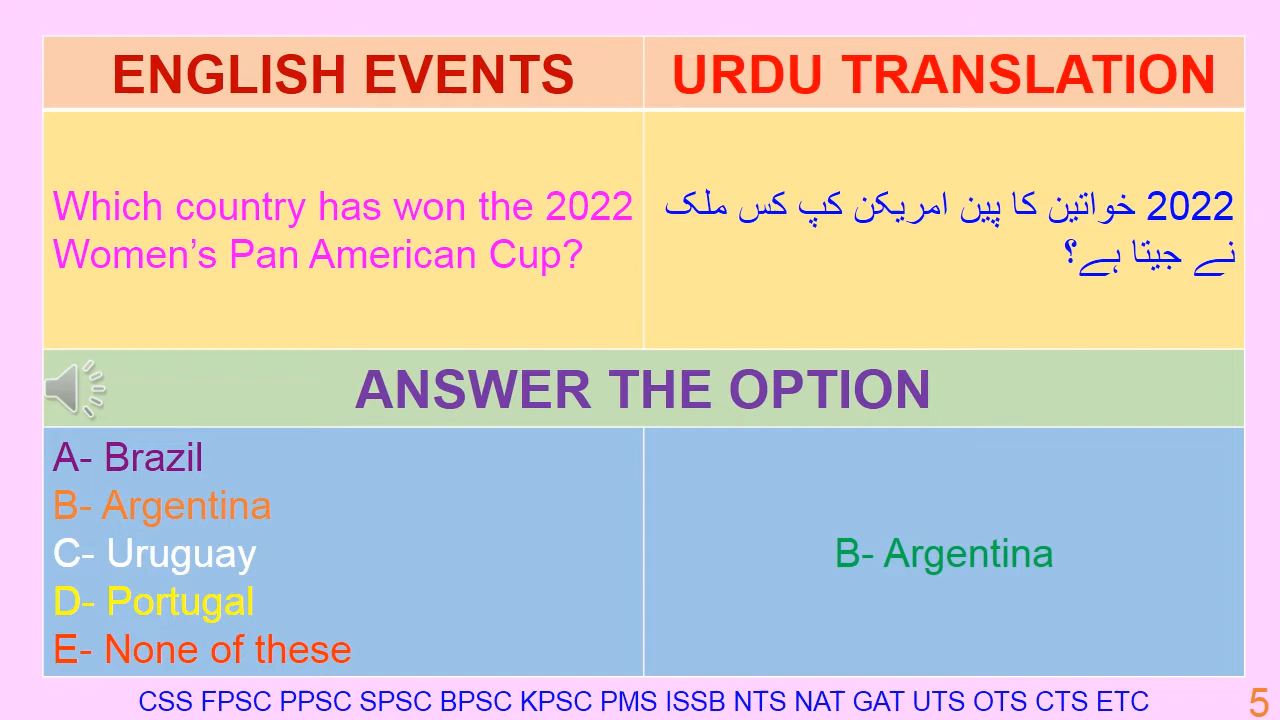 ENGLISH EVENTS
URDU TRANSLATION
Which country has won the 2022
Women’s Pan American Cup?
2022 خواتین کا پین امریکن کپ کس ملک
نے جیتا ہے؟
ANSWER THE OPTION
A- Brazil
B- Argentina
C- Uruguay
D- Portugal
E- None of these
B- Argentina
CSS FPSC PPSC SPSC BPSC KPSC PMS ISSB NTS NAT GAT UTS OTS CTS ETC
5